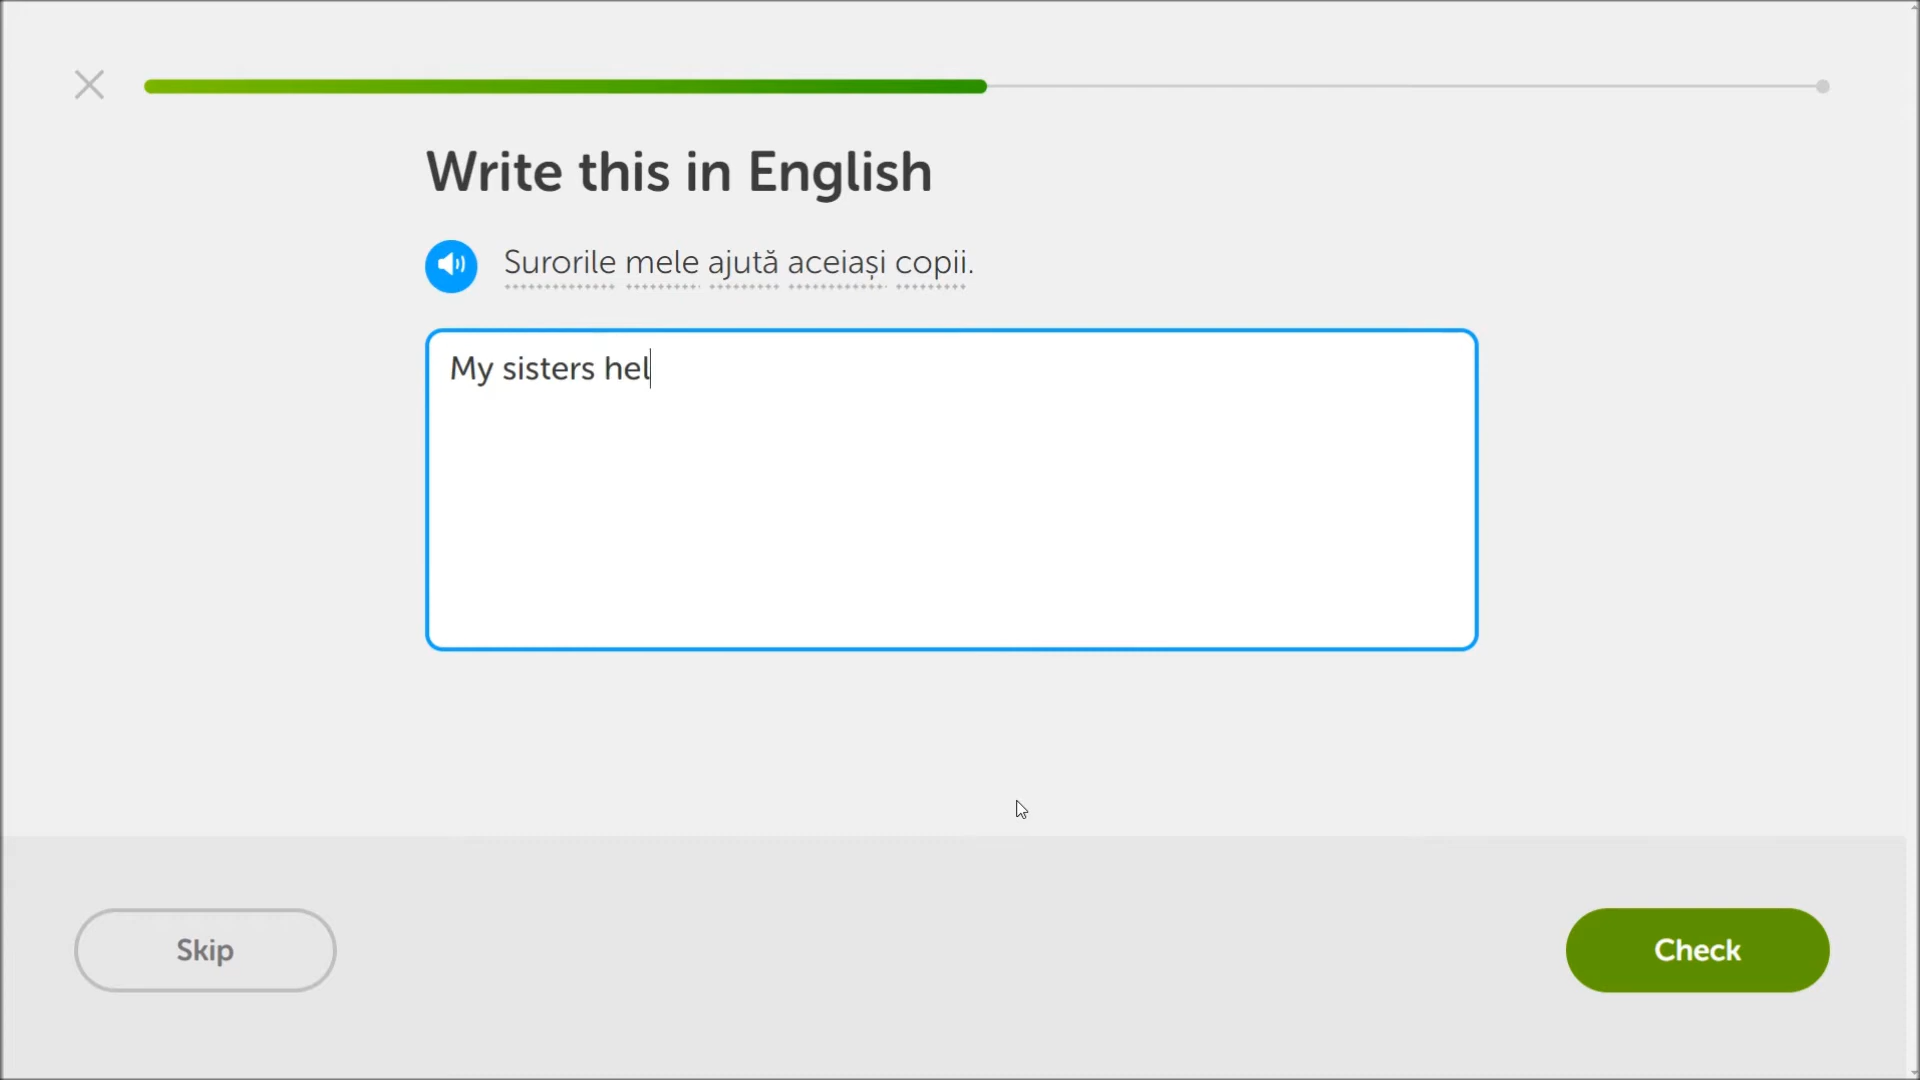 Write this in English
Surorile mele ajută aceiași copii.
My sisters hel
Skip
Check